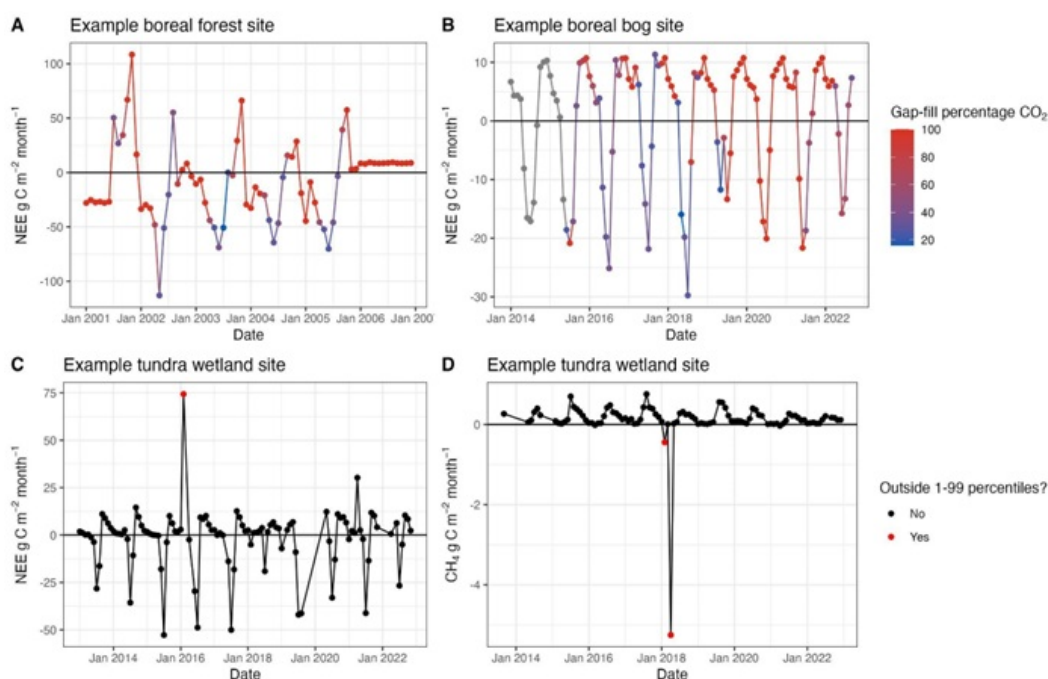 A Example boreal forest site
NEE g C m⁻² month⁻¹
100
50
0
-50
-100
Jan 2001 Jan 2002 Jan 2003 Jan 2004 Jan 2005 Jan 2006 Jan 200
Date
B Example boreal bog site
NEE g C m⁻² month⁻¹
10
0
-10
-20
-30
Jan 2014 Jan 2016 Jan 2018 Jan 2020 Jan 2022
Date
Gap-fill percentage CO₂
100
80
60
40
20
C Example tundra wetland site
NEE g C m⁻² month⁻¹
75
50
25
0
-25
-50
Jan 2014 Jan 2016 Jan 2018 Jan 2020 Jan 2022
Date
D Example tundra wetland site
CH₄ g C m⁻² month⁻¹
0
-2
-4
Jan 2014 Jan 2016 Jan 2018 Jan 2020 Jan 2022
Date
Outside 1-99 percentiles?
No
Yes